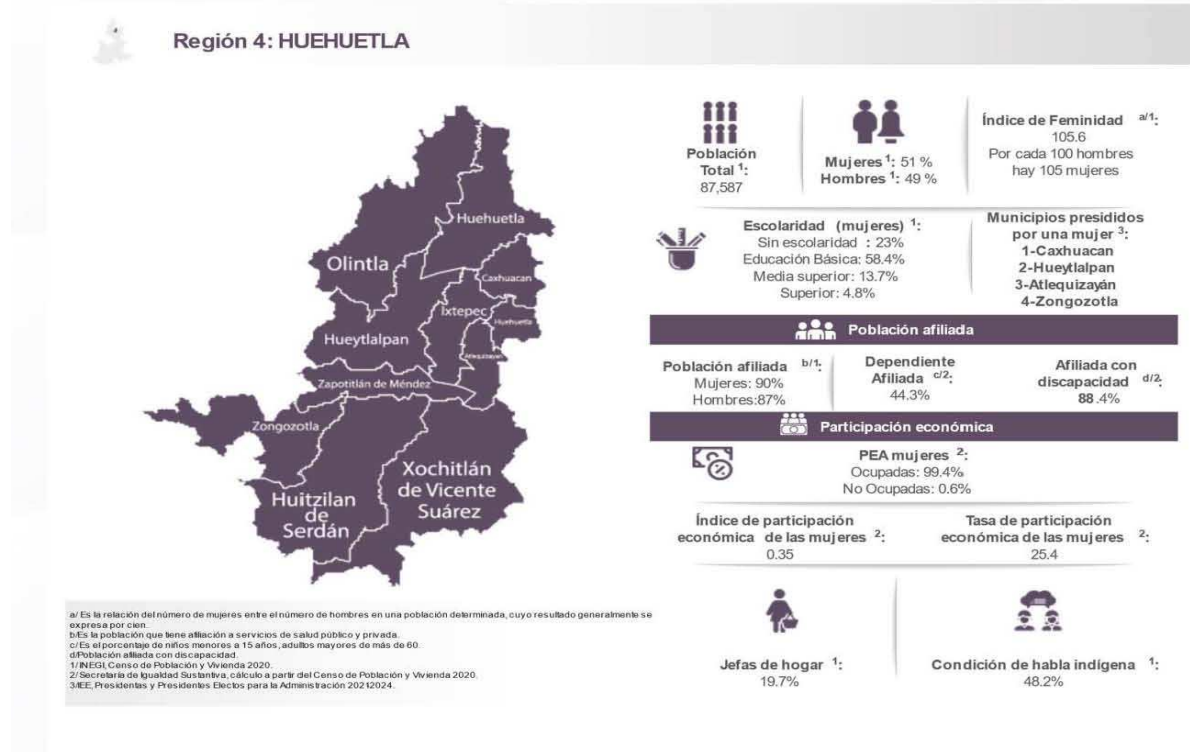 Región 4: HUEHUETLA
Huehuetla
Olintla
Caxhuacan
Ixtepec
Huehuetla
Hueytlalpan
Atlequizayan
Zapotitlán de Méndez
Zongozotla
Xochitlán
de Vicente
Suárez
Huitzilan
de
Serdán
Población
Total 1:
87,587
Mujeres 1: 51 %
Hombres 1: 49 %
Índice de Feminidad a/1:
105.6
Por cada 100 hombres
hay 105 mujeres
Escolaridad (mujeres) 1:
Sin escolaridad : 23%
Educación Básica: 58.4%
Media superior: 13.7%
Superior: 4.8%
Municipios presididos
por una mujer 3:
1-Caxhuacan
2-Hueytlalpan
3-Atlequizayán
4-Zongozotla
Población afiliada
Población afiliada b/1:
Mujeres: 90%
Hombres:87%
Dependiente
Afiliada c/2:
44.3%
Afiliada con
discapacidad d/2:
88.4%
Participación económica
PEA mujeres 2:
Ocupadas: 99.4%
No Ocupadas: 0.6%
Índice de participación
económica de las mujeres 2:
0.35
Tasa de participación
económica de las mujeres 2:
25.4
Jefas de hogar 1:
19.7%
Condición de habla indígena 1:
48.2%
a/ Es la relación del número de mujeres entre el número de hombres en una población determinada, cuyo resultado generalmente se
expresa por cien.
b/Es la población que tiene afiliación a servicios de salud público y privada.
c/Es el porcentaje de niños menores a 15 años, adultos mayores de más de 60.
d/Población afiliada con discapacidad.
1/ INEGI, Censo de Población y Vivienda 2020.
2/ Secretaría de Igualdad Sustantiva, cálculo a partir del Censo de Población y Vivienda 2020.
3/IEE, Presidentas y Presidentes Electos para la Administración 20212024.